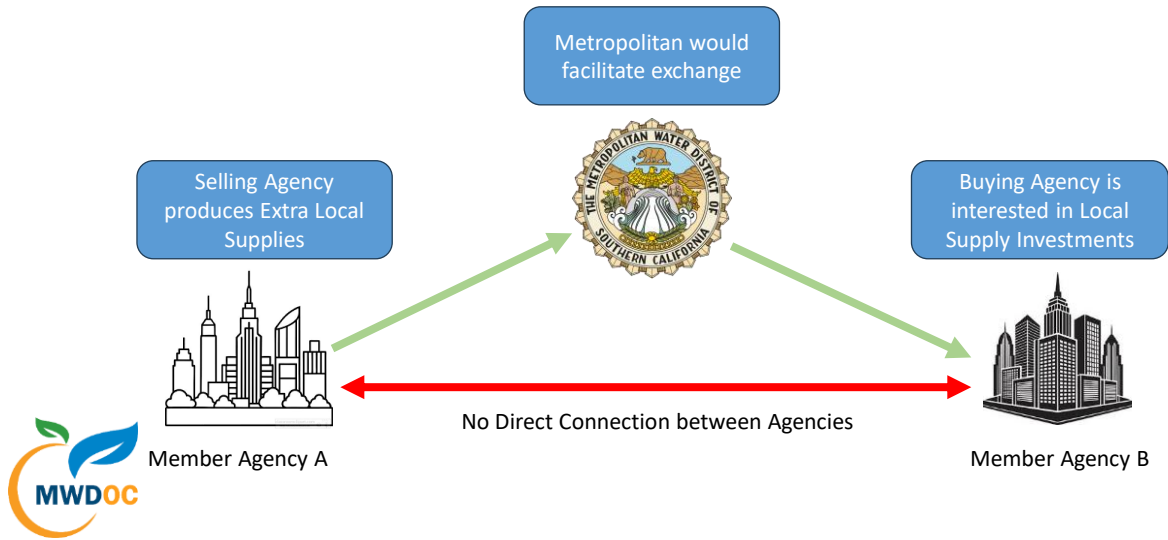 Metropolitan would
facilitate exchange
THE METROPOLITAN WATER DISTRICT OF
SOUTHERN CALIFORNIA
Selling Agency
produces Extra Local
Supplies
Buying Agency is
interested in Local
Supply Investments
No Direct Connection between Agencies
Member Agency A
Member Agency B
MWDOC